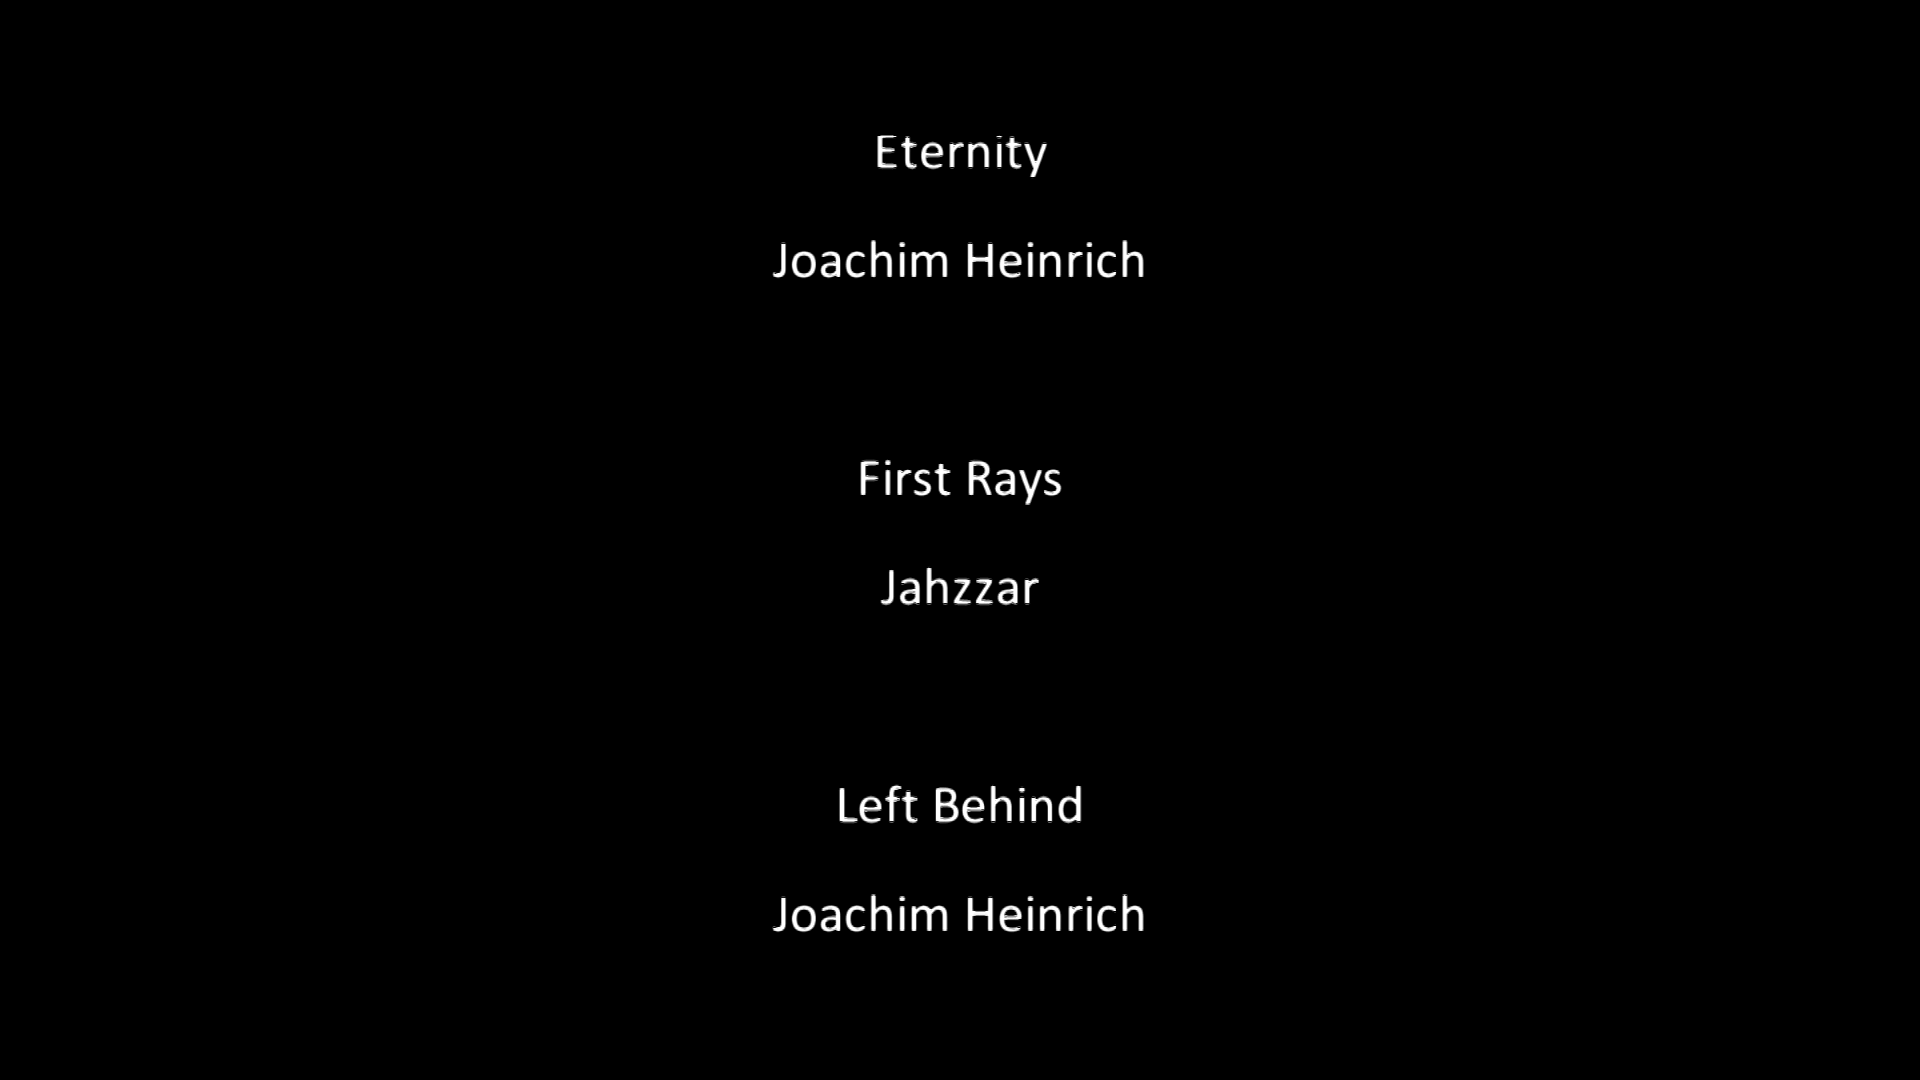 Eternity
Joachim Heinrich
First Rays
Jahzzar
Left Behind
Joachim Heinrich